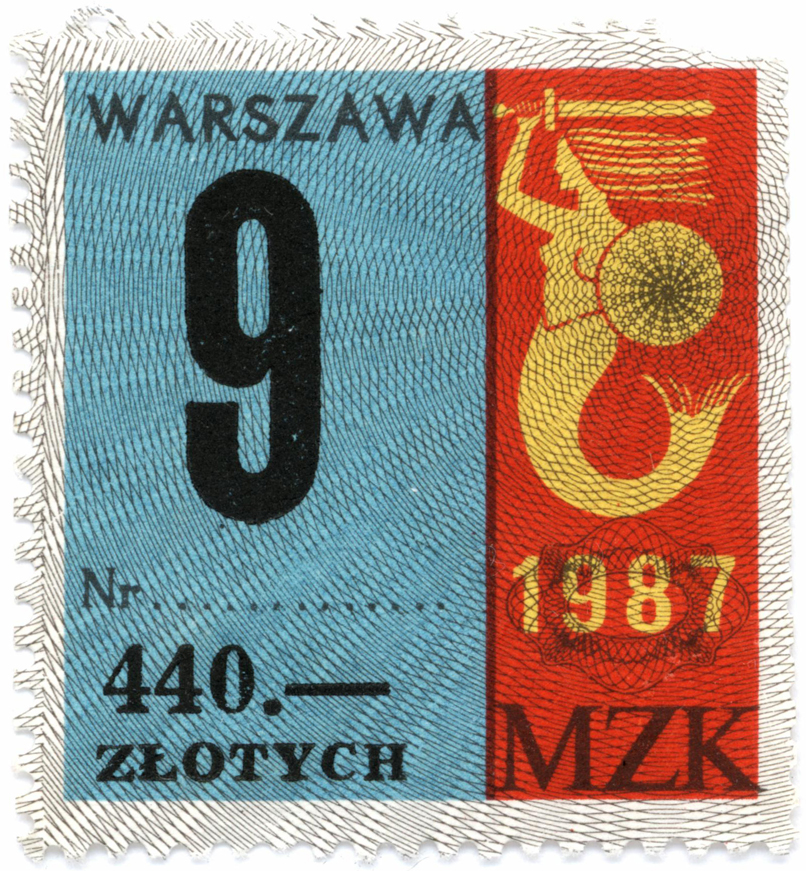 WARSZAWA
9
Nr..............
440.—
ZŁOTYCH
1987
MZK